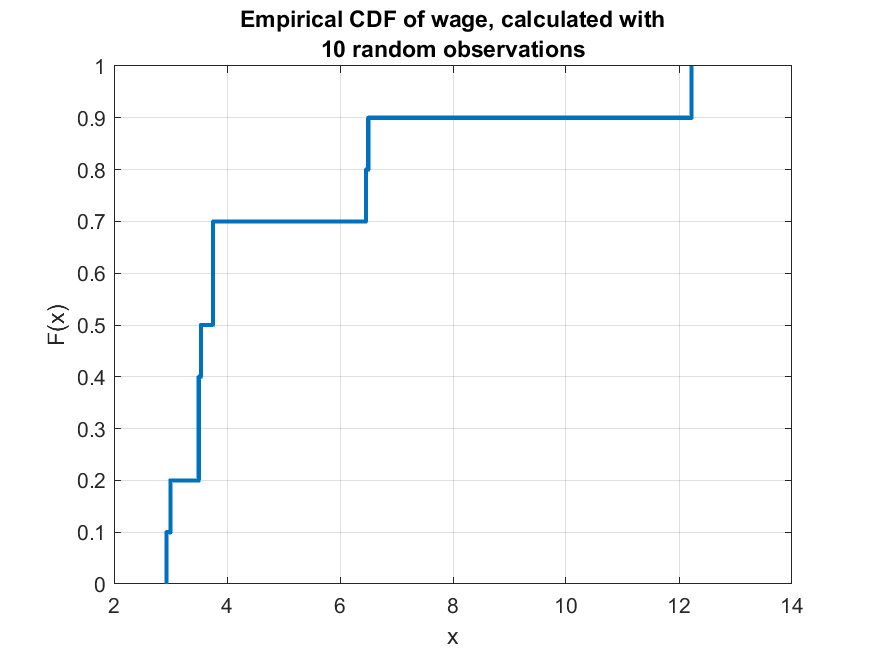 Empirical CDF of wage, calculated with
10 random observations
1
0.9
0.8
0.7
0.6
0.5
0.4
0.3
0.2
0.1
0
F(x)
2 4 6 8 10 12 14
x